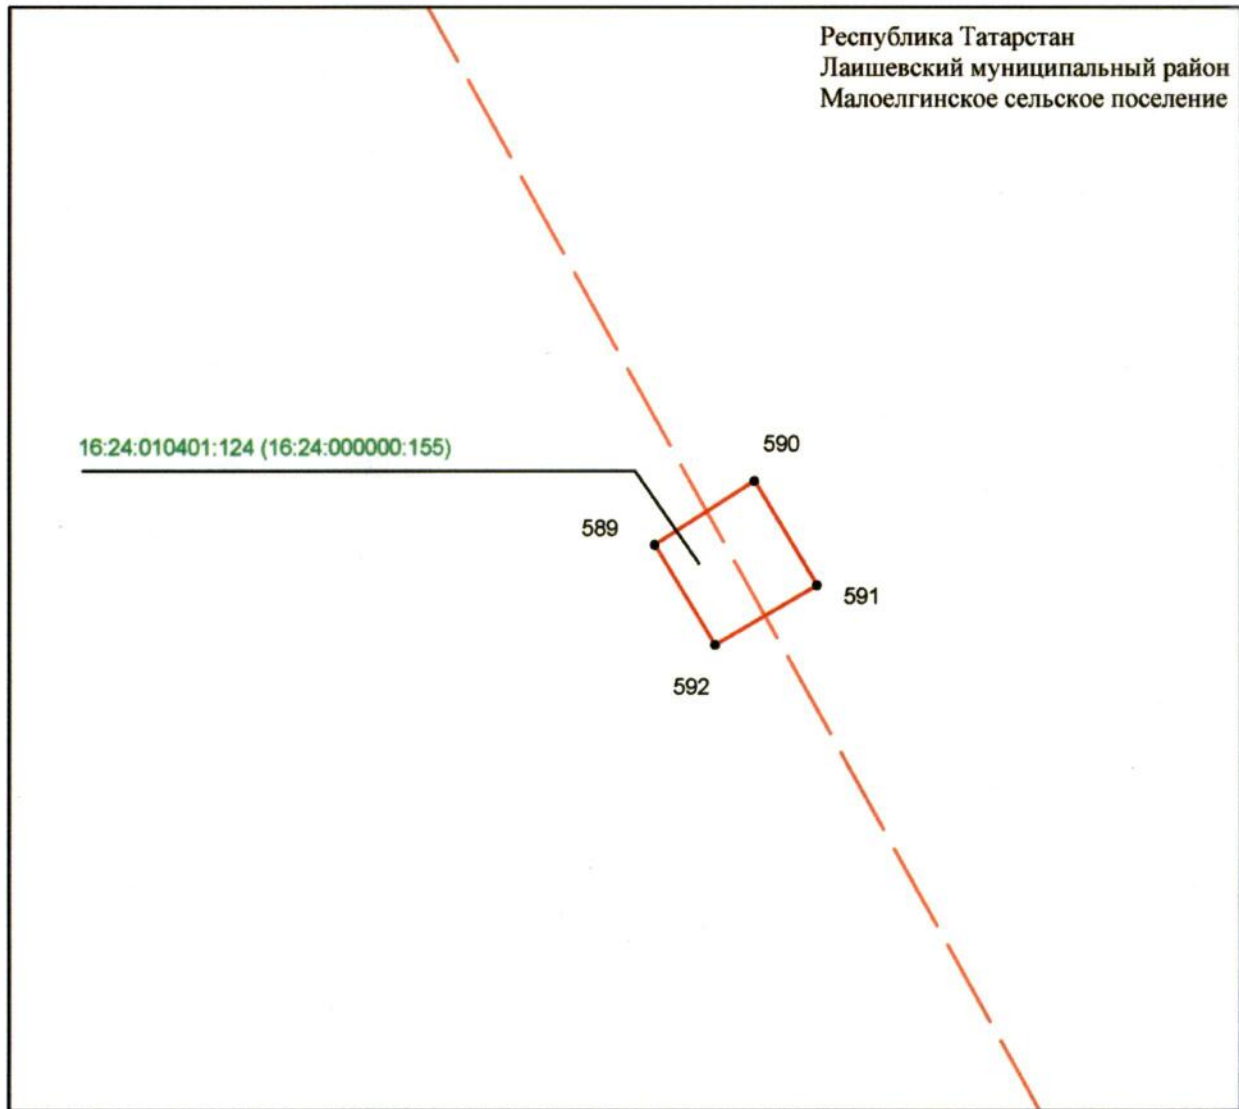 Республика Татарстан
Лаишевский муниципальный район
Малоелгинское сельское поселение
16:24:010401:124 (16:24:000000:155)
590
589
591
592